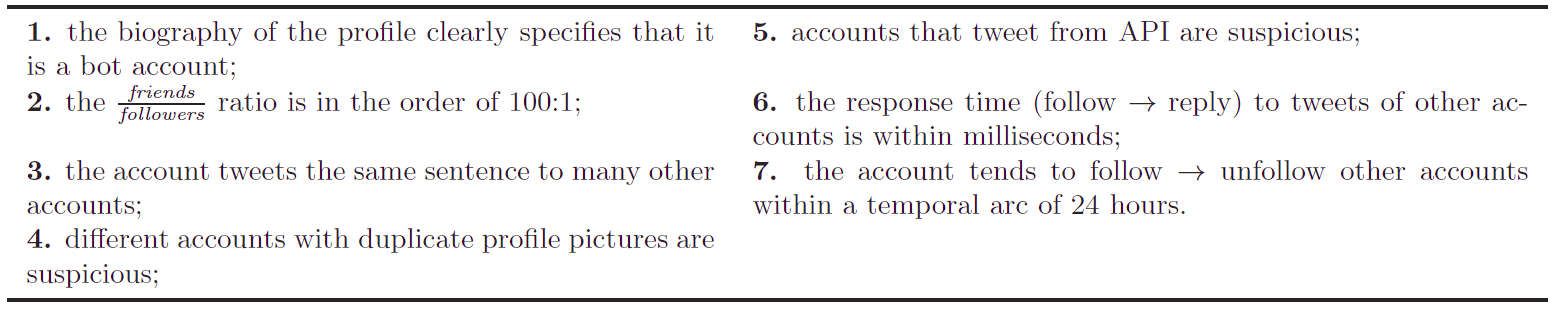 1. the biography of the profile clearly specifies that it
is a bot account;
2. the friends/followers ratio is in the order of 100:1;
3. the account tweets the same sentence to many other
accounts;
4. different accounts with duplicate profile pictures are
suspicious;
5. accounts that tweet from API are suspicious;
6. the response time (follow → reply) to tweets of other ac-
counts is within milliseconds;
7. the account tends to follow → unfollow other accounts
within a temporal arc of 24 hours.